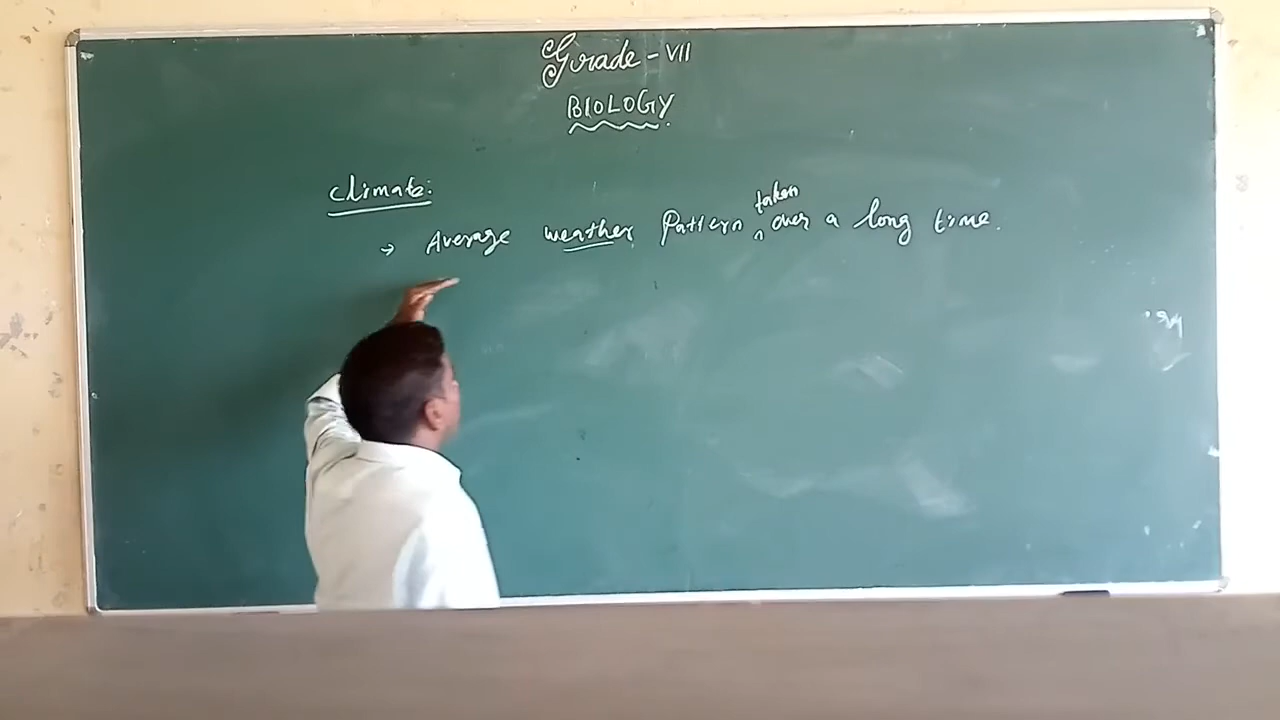 Grade - VII
BIOLOGY
Climate:
→ Average weather Pattern taken over a long time.